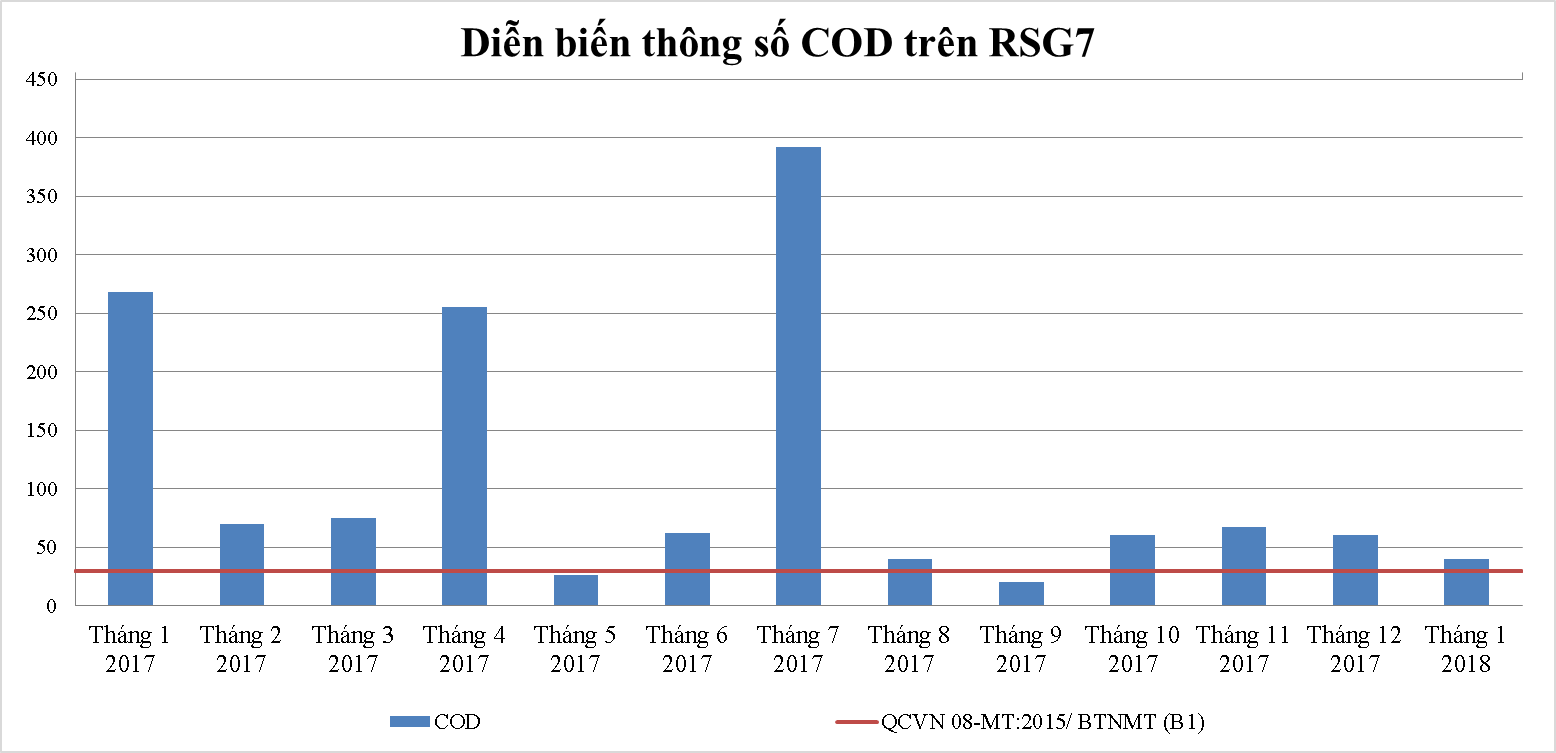 Diễn biến thông số COD trên RSG7
450
400
350
300
250
200
150
100
50
0
Tháng 1 Tháng 2 Tháng 3 Tháng 4 Tháng 5 Tháng 6 Tháng 7 Tháng 8 Tháng 9 Tháng 10 Tháng 11 Tháng 12 Tháng 1
2017 2017 2017 2017 2017 2017 2017 2017 2017 2017 2017 2017 2018
COD QCVN 08-MT:2015/ BTNMT (B1)